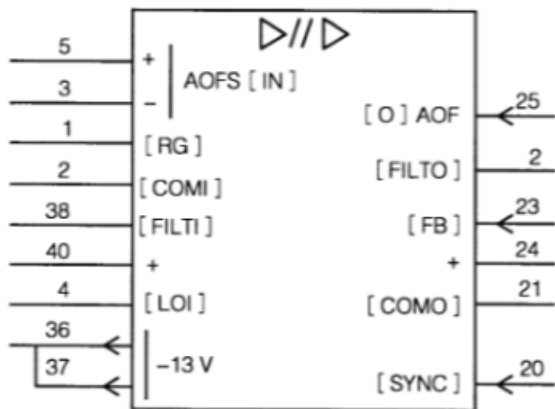 ▷//▷
5 + AOFS [IN]
3 −
[O] AOF 25
1 [RG]
[FILTO] 2
2 [COMI]
38 [FILTI]
[FB] 23
40 +
+ 24
4 [LOI]
[COMO] 21
36
37 −13 V
[SYNC] 20